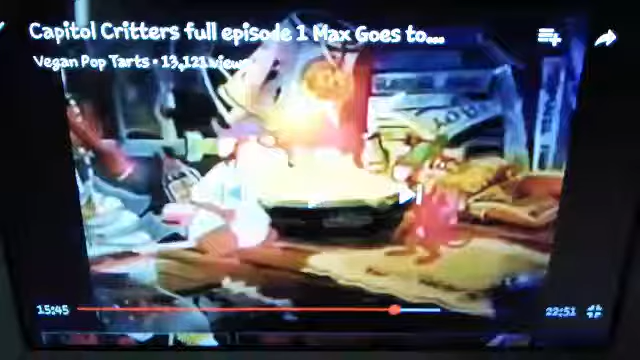 Capitol Critters full episode 1 Max Goes to...
Vegan Pop Tarts • 13,121 views
15:45
22:51